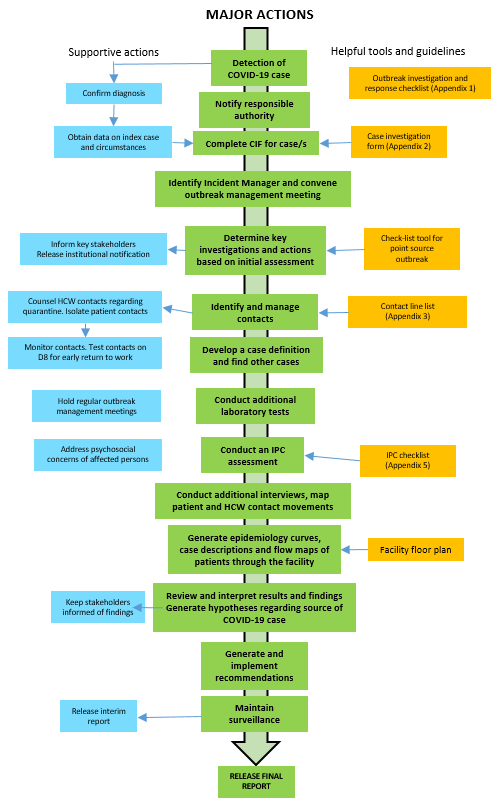 MAJOR ACTIONS
Supportive actions
Helpful tools and guidelines
Detection of
COVID-19 case
Outbreak investigation and
response checklist (Appendix 1)
Confirm diagnosis
Notify responsible
authority
Obtain data on index case
and circumstances
Complete CIF for case/s
Case investigation
form (Appendix 2)
Identify Incident Manager and convene
outbreak management meeting
Inform key stakeholders
Release institutional notification
Determine key
investigations and actions
based on initial assessment
Check-list tool for
point source
outbreak
Counsel HCW contacts regarding
quarantine. Isolate patient contacts
Identify and manage
contacts
Contact line list
(Appendix 3)
Monitor contacts. Test contacts on
D8 for early return to work
Develop a case definition
and find other cases
Hold regular outbreak
management meetings
Conduct additional
laboratory tests
Address psychosocial
concerns of affected persons
Conduct an IPC
assessment
IPC checklist
(Appendix 5)
Conduct additional interviews, map
patient and HCW contact movements
Generate epidemiology curves,
case descriptions and flow maps of
patients through the facility
Facility floor plan
Keep stakeholders
informed of findings
Review and interpret results and findings
Generate hypotheses regarding source of
COVID-19 case
Generate and
implement
recommendations
Release interim
report
Maintain
surveillance
RELEASE FINAL
REPORT